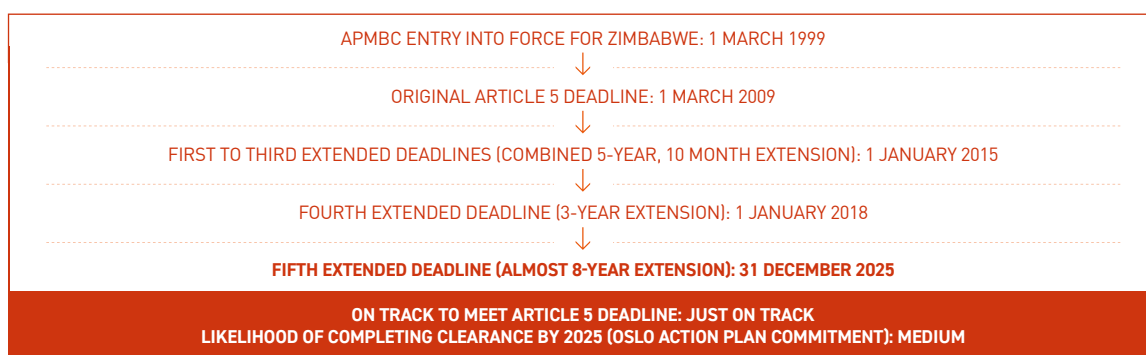 APMBC ENTRY INTO FORCE FOR ZIMBABWE: 1 MARCH 1999
ORIGINAL ARTICLE 5 DEADLINE: 1 MARCH 2009
FIRST TO THIRD EXTENDED DEADLINES (COMBINED 5-YEAR, 10 MONTH EXTENSION): 1 JANUARY 2015
FOURTH EXTENDED DEADLINE (3-YEAR EXTENSION): 1 JANUARY 2018
FIFTH EXTENDED DEADLINE (ALMOST 8-YEAR EXTENSION): 31 DECEMBER 2025
ON TRACK TO MEET ARTICLE 5 DEADLINE: JUST ON TRACK
LIKELIHOOD OF COMPLETING CLEARANCE BY 2025 (OSLO ACTION PLAN COMMITMENT): MEDIUM